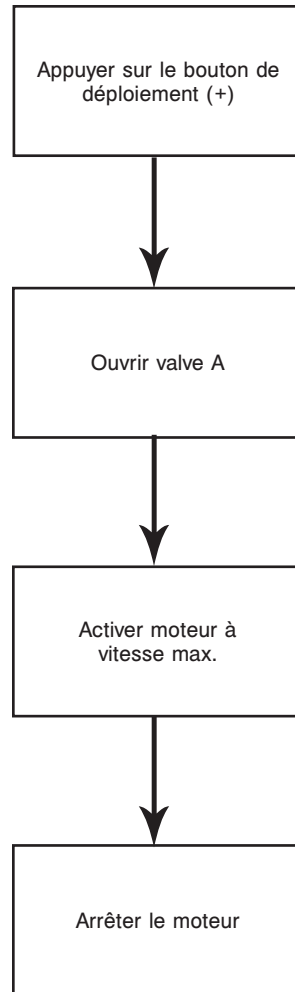 Appuyer sur le bouton de
déploiement (+)
Ouvrir valve A
Activer moteur à
vitesse max.
Arrêter le moteur